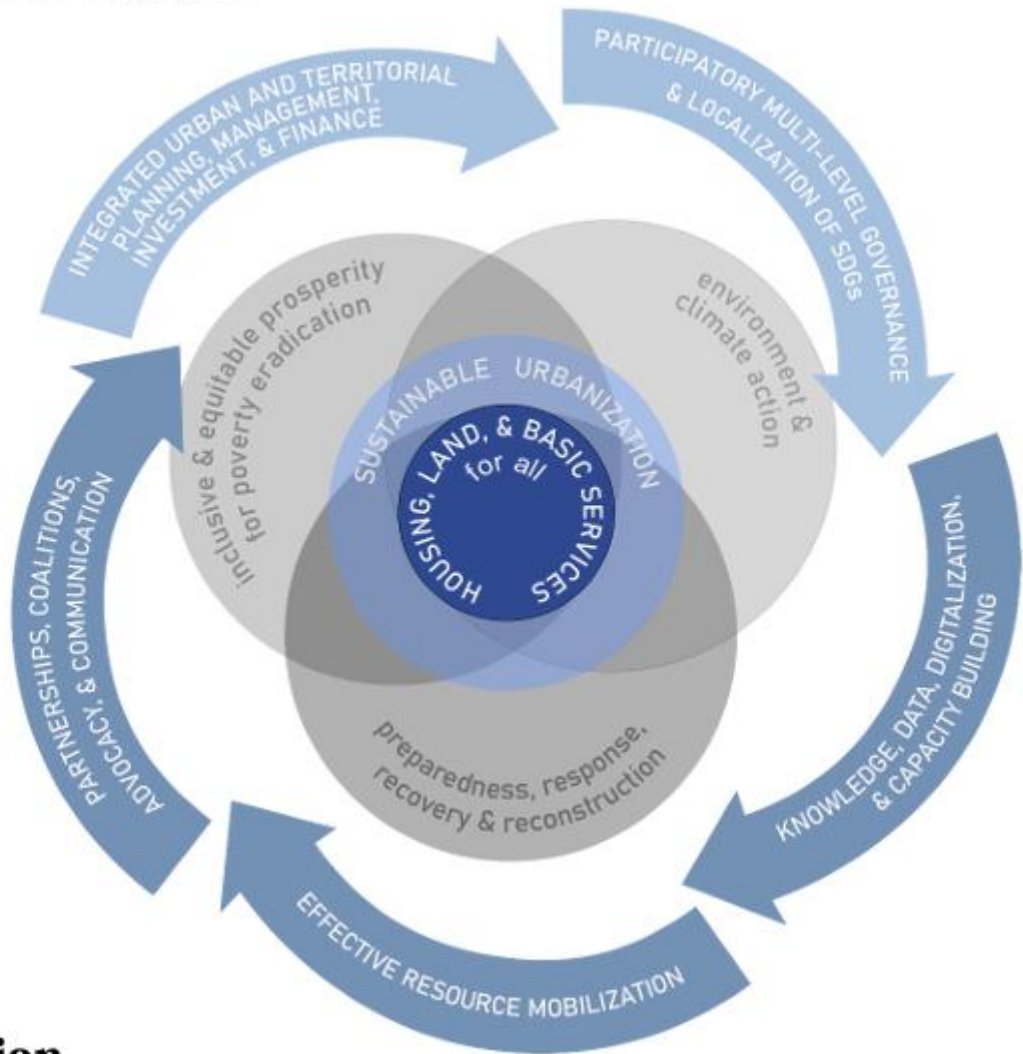 INTEGRATED URBAN AND TERRITORIAL
PLANNING, MANAGEMENT,
INVESTMENT, & FINANCE
PARTICIPATORY MULTI-LEVEL GOVERNANCE
& LOCALIZATION OF SDGs
inclusive & equitable prosperity
for poverty eradication
environment &
climate action
SUSTAINABLE URBANIZATION
HOUSING, LAND, & BASIC SERVICES
for all
PARTNERSHIPS, COALITIONS,
ADVOCACY, & COMMUNICATION
KNOWLEDGE, DATA, DIGITALIZATION,
& CAPACITY BUILDING
preparedness, response,
recovery & reconstruction
EFFECTIVE RESOURCE MOBILIZATION